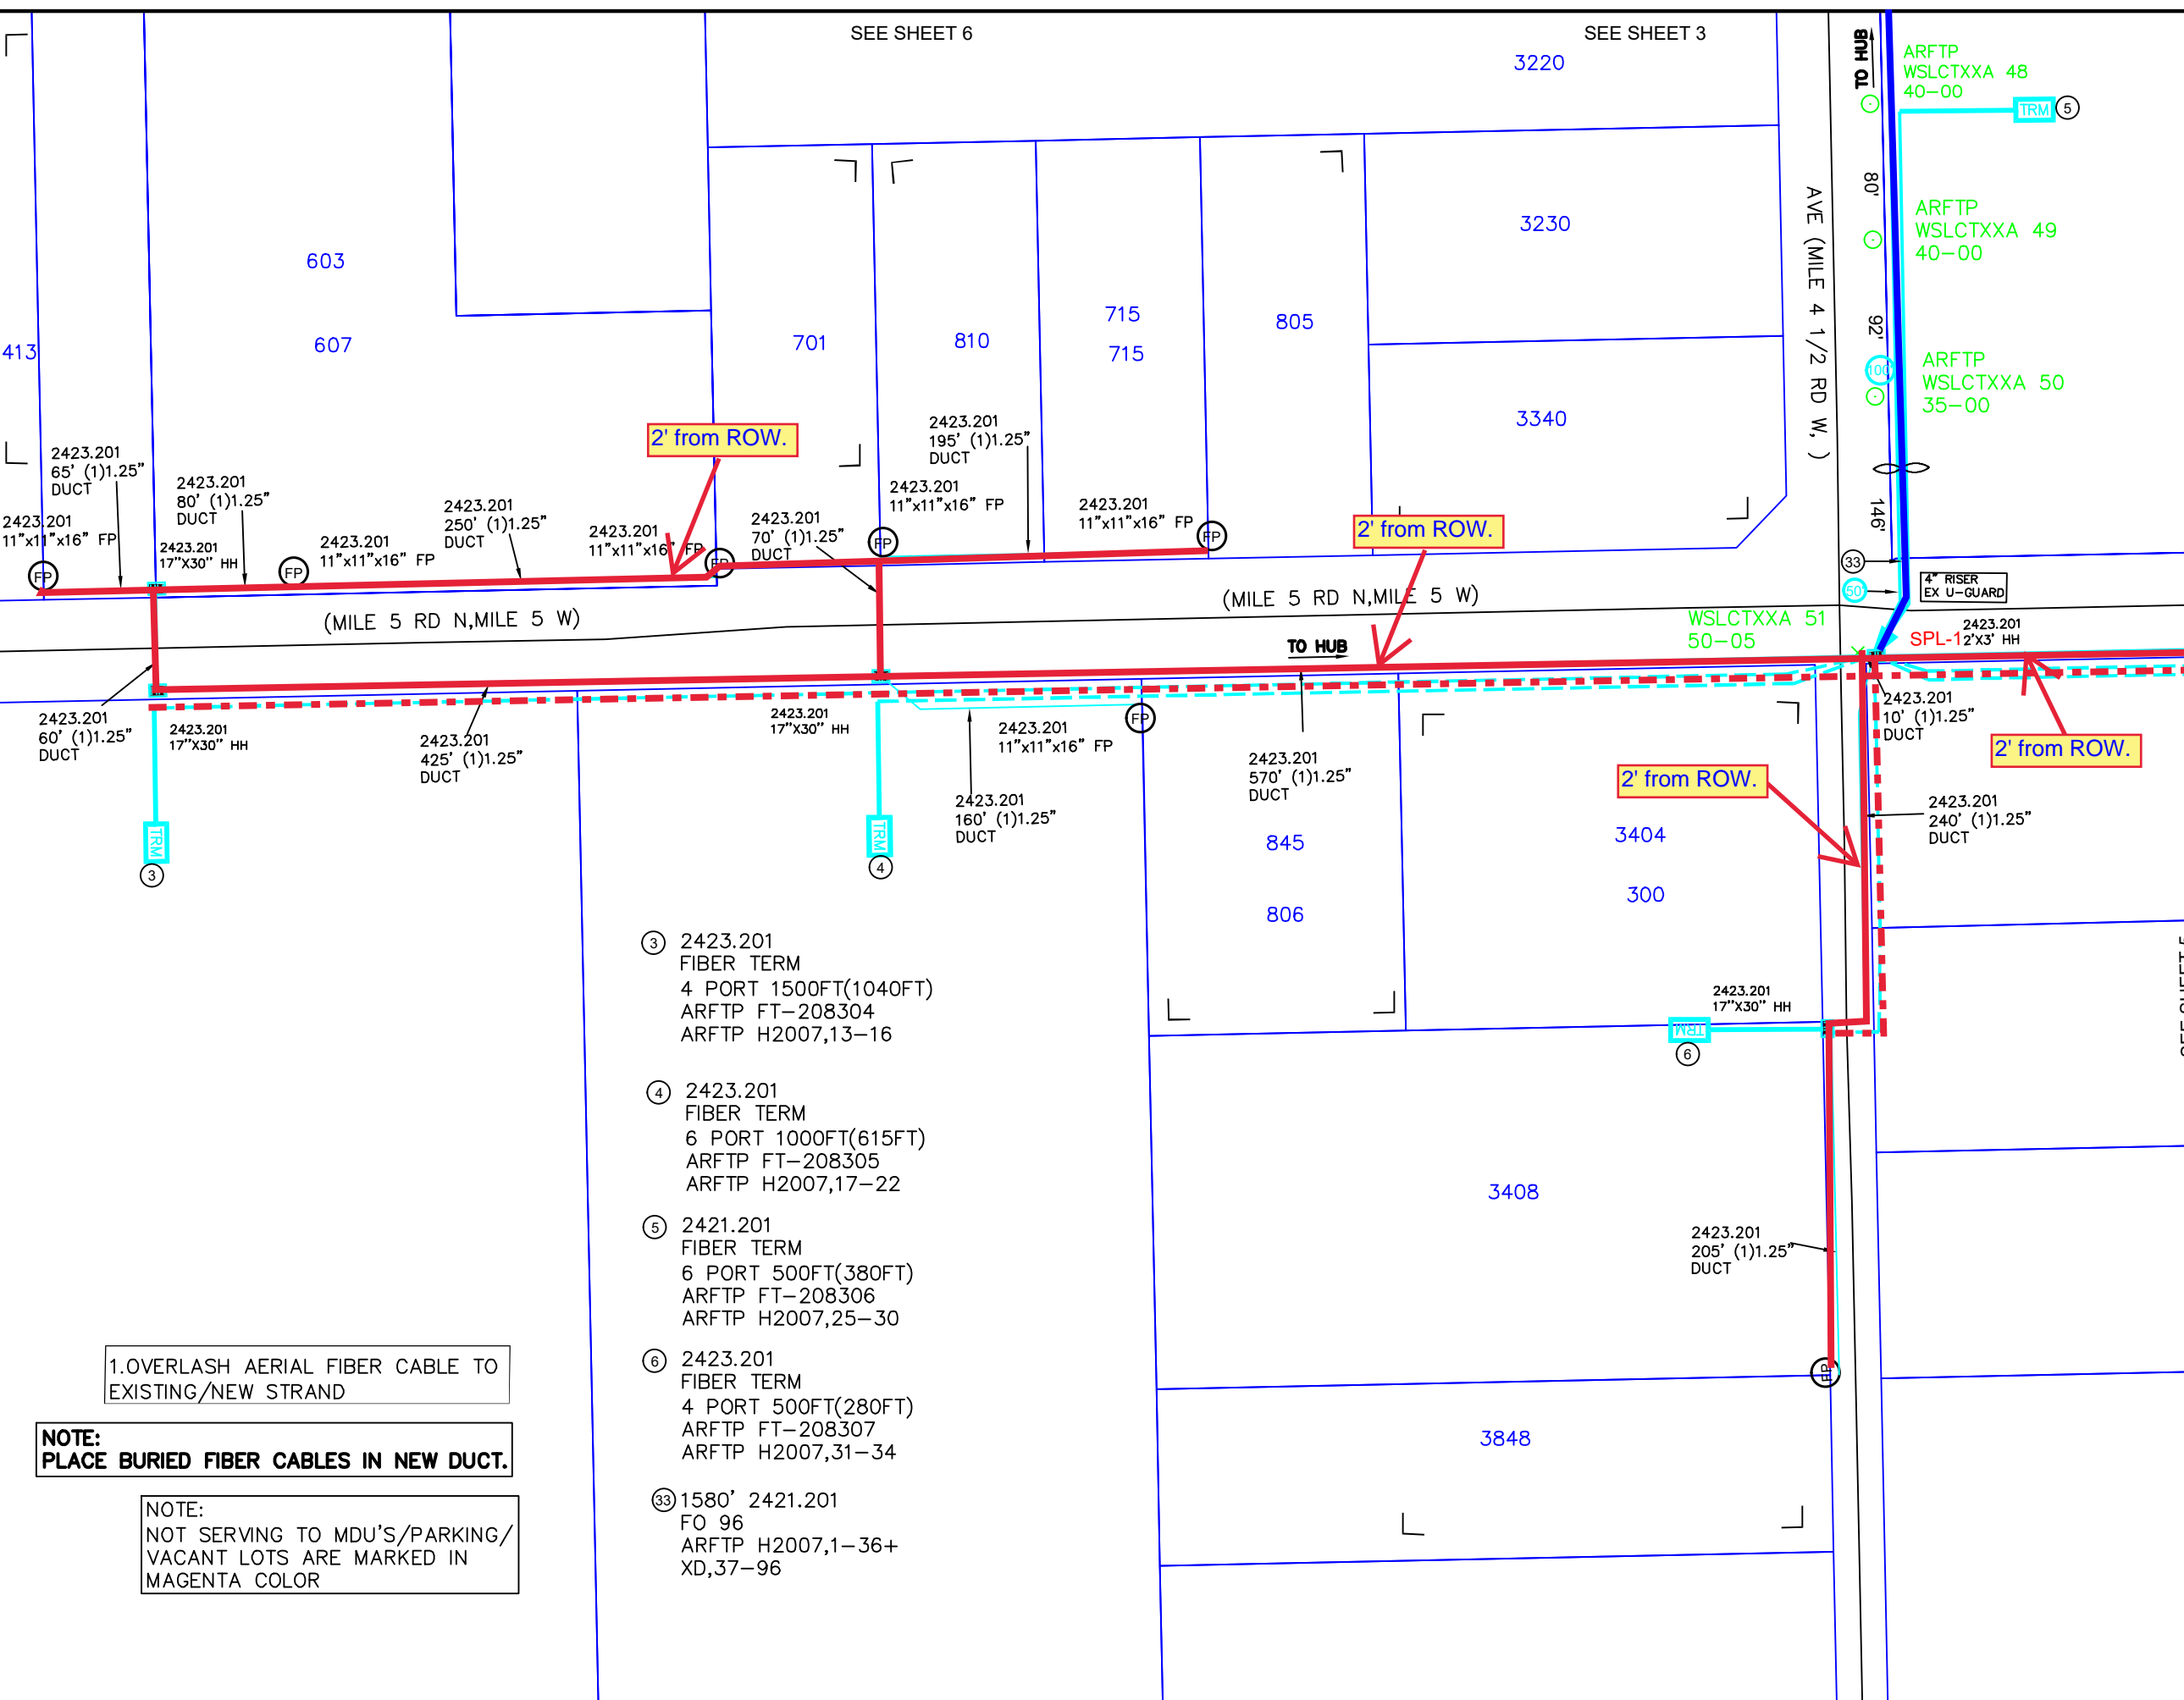 SEE SHEET 6
SEE SHEET 3
TO HUB
ARFTP
WSLCTXXA 48
40-00
TRM
5
3220
80'
ARFTP
WSLCTXXA 49
40-00
3230
AVE (MILE 4 1/2 RD W, )
603
607
413
701
810
715
715
805
92'
100
ARFTP
WSLCTXXA 50
35-00
3340
146'
33
50
4" RISER
EX U-GUARD
2' from ROW.
2423.201
195' (1)1.25"
DUCT
2423.201
65' (1)1.25"
DUCT
2423.201
80' (1)1.25"
DUCT
2423.201
11"x11"x16" FP
FP
2423.201
17"X30" HH
FP
2423.201
11"x11"x16" FP
2423.201
250' (1)1.25"
DUCT
2423.201
11"x11"x16" FP
FP
2423.201
70' (1)1.25"
DUCT
2423.201
11"x11"x16" FP
FP
2423.201
11"x11"x16" FP
FP
2' from ROW.
(MILE 5 RD N,MILE 5 W)
(MILE 5 RD N,MILE 5 W)
TO HUB
WSLCTXXA 51
50-05
SPL-1
2423.201
2'X3' HH
2423.201
60' (1)1.25"
DUCT
2423.201
17"X30" HH
2423.201
425' (1)1.25"
DUCT
2423.201
17"X30" HH
2423.201
11"x11"x16" FP
FP
2423.201
160' (1)1.25"
DUCT
2423.201
570' (1)1.25"
DUCT
2423.201
10' (1)1.25"
DUCT
2' from ROW.
2' from ROW.
2423.201
240' (1)1.25"
DUCT
TRM
3
TRM
4
845
806
3404
300
2423.201
17"X30" HH
TRM
6
3408
2423.201
205' (1)1.25"
DUCT
FP
3848
3 2423.201
FIBER TERM
4 PORT 1500FT(1040FT)
ARFTP FT-208304
ARFTP H2007,13-16
4 2423.201
FIBER TERM
6 PORT 1000FT(615FT)
ARFTP FT-208305
ARFTP H2007,17-22
5 2421.201
FIBER TERM
6 PORT 500FT(380FT)
ARFTP FT-208306
ARFTP H2007,25-30
6 2423.201
FIBER TERM
4 PORT 500FT(280FT)
ARFTP FT-208307
ARFTP H2007,31-34
33 1580' 2421.201
FO 96
ARFTP H2007,1-36+
XD,37-96
1.OVERLASH AERIAL FIBER CABLE TO
EXISTING/NEW STRAND
NOTE:
PLACE BURIED FIBER CABLES IN NEW DUCT.
NOTE:
NOT SERVING TO MDU'S/PARKING/
VACANT LOTS ARE MARKED IN
MAGENTA COLOR